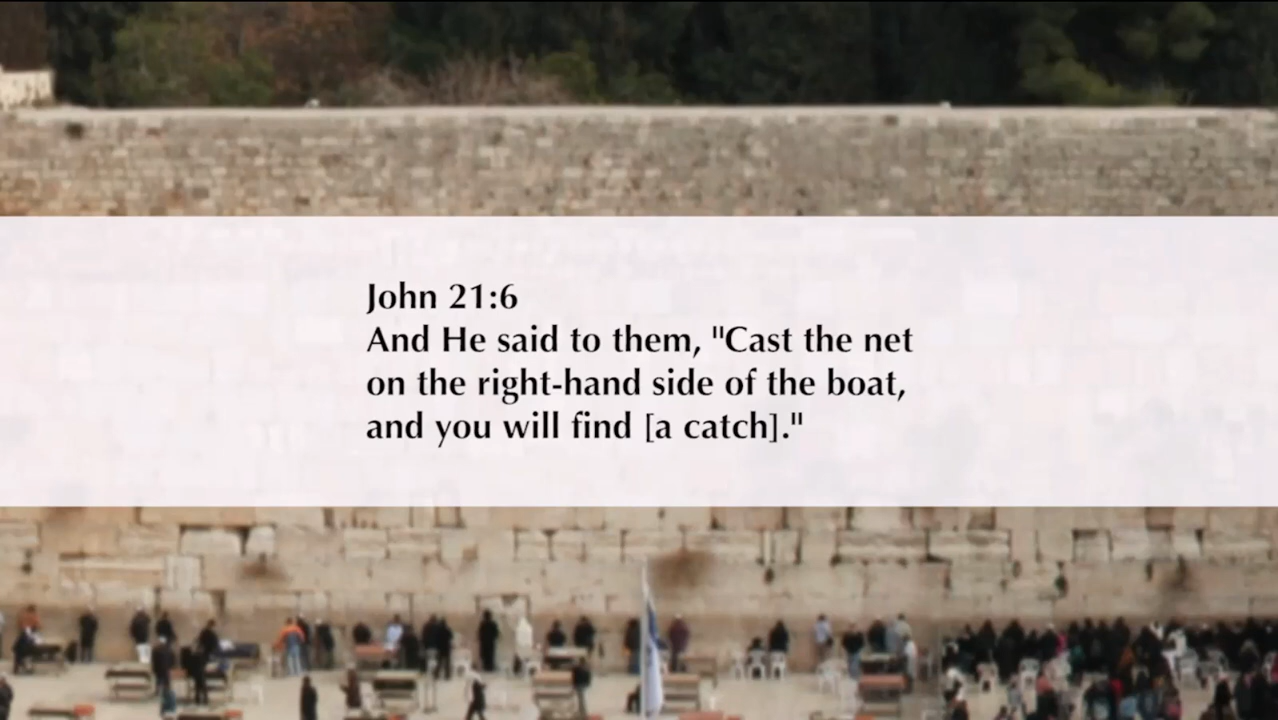 John 21:6
And He said to them, "Cast the net
on the right-hand side of the boat,
and you will find [a catch]."